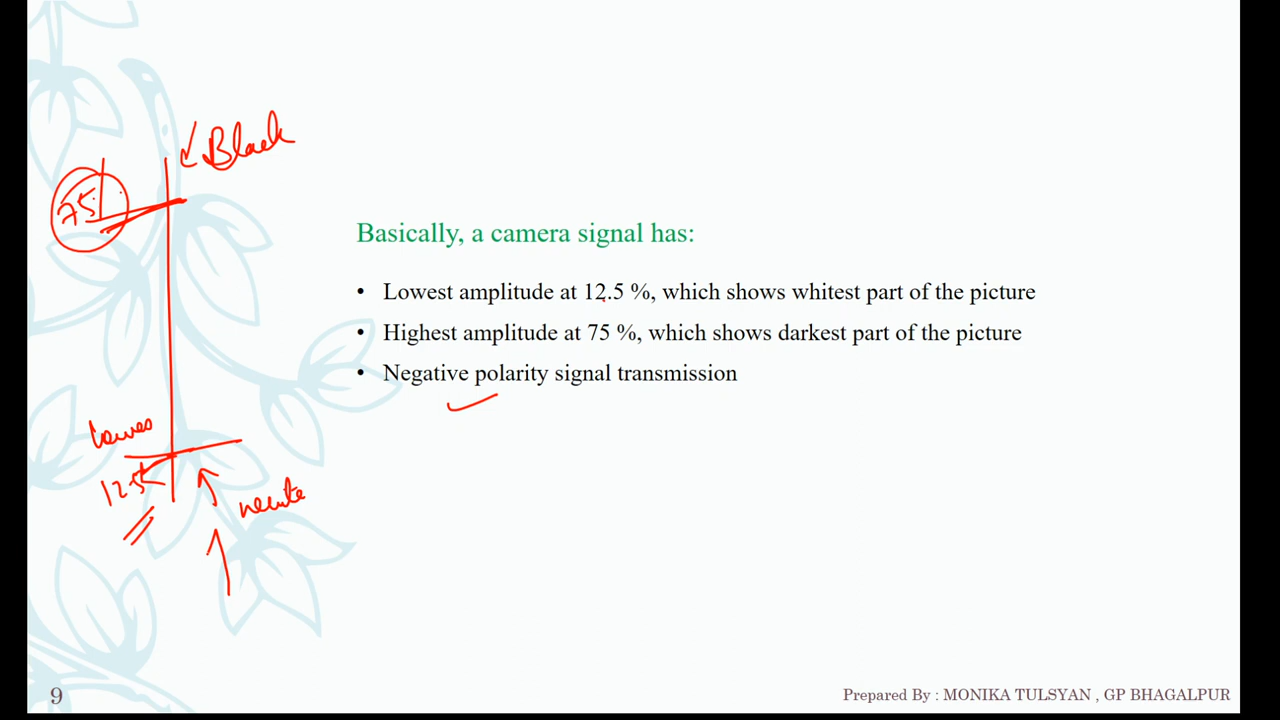 Black
75%
Basically, a camera signal has:
• Lowest amplitude at 12.5 %, which shows whitest part of the picture
• Highest amplitude at 75 %, which shows darkest part of the picture
• Negative polarity signal transmission
12.5
9
Prepared By : MONIKA TULSYAN , GP BHAGALPUR